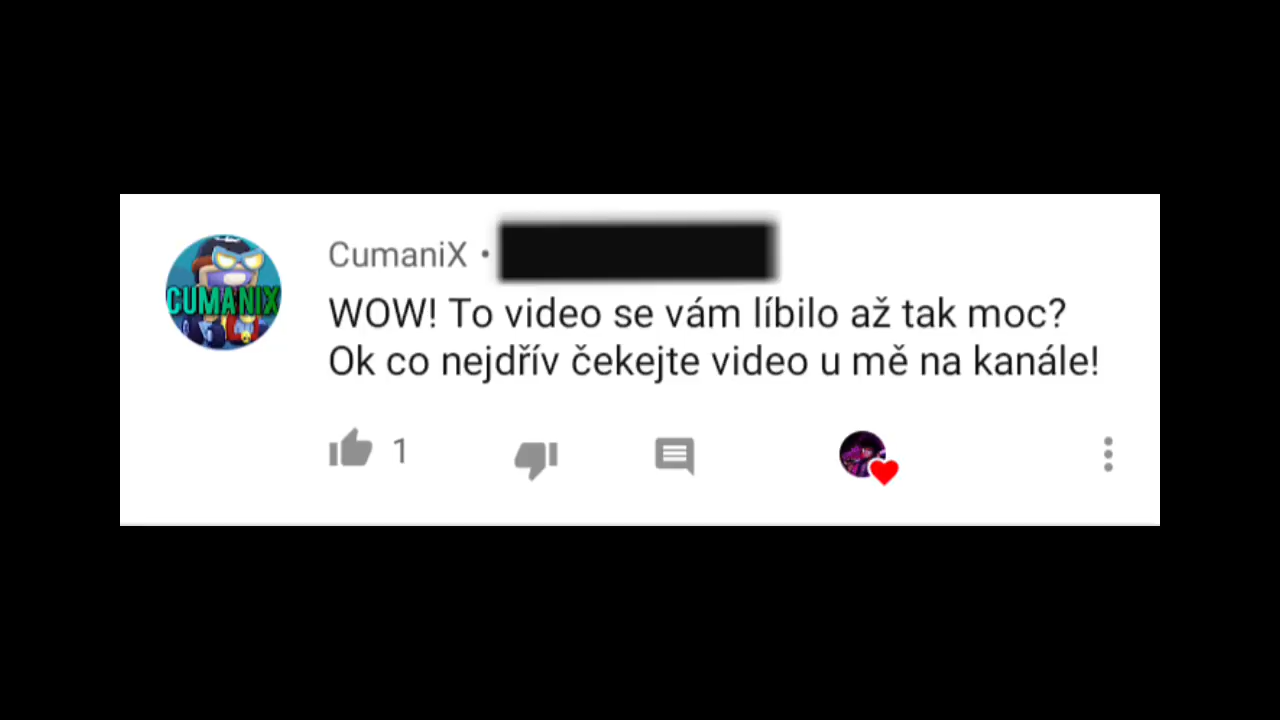 CumaniX •
CUMANIX
WOW! To video se vám líbilo až tak moc?
Ok co nejdřív čekejte video u mě na kanále!
1